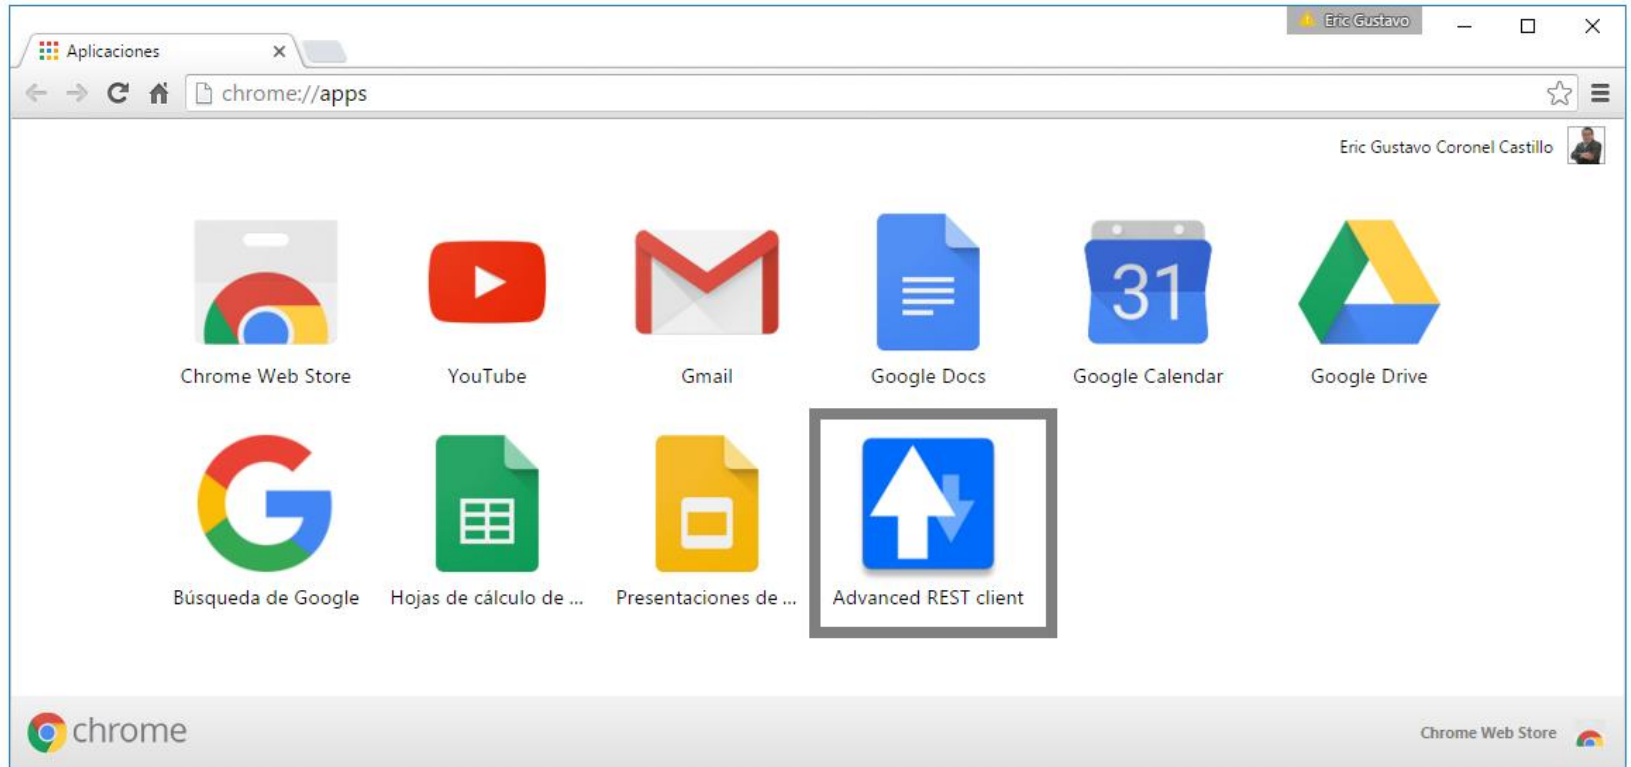 Eric Gustavo
Aplicaciones
chrome://apps
Eric Gustavo Coronel Castillo
31
Chrome Web Store
YouTube
Gmail
Google Docs
Google Calendar
Google Drive
Búsqueda de Google
Hojas de cálculo de ...
Presentaciones de ...
Advanced REST client
chrome
Chrome Web Store